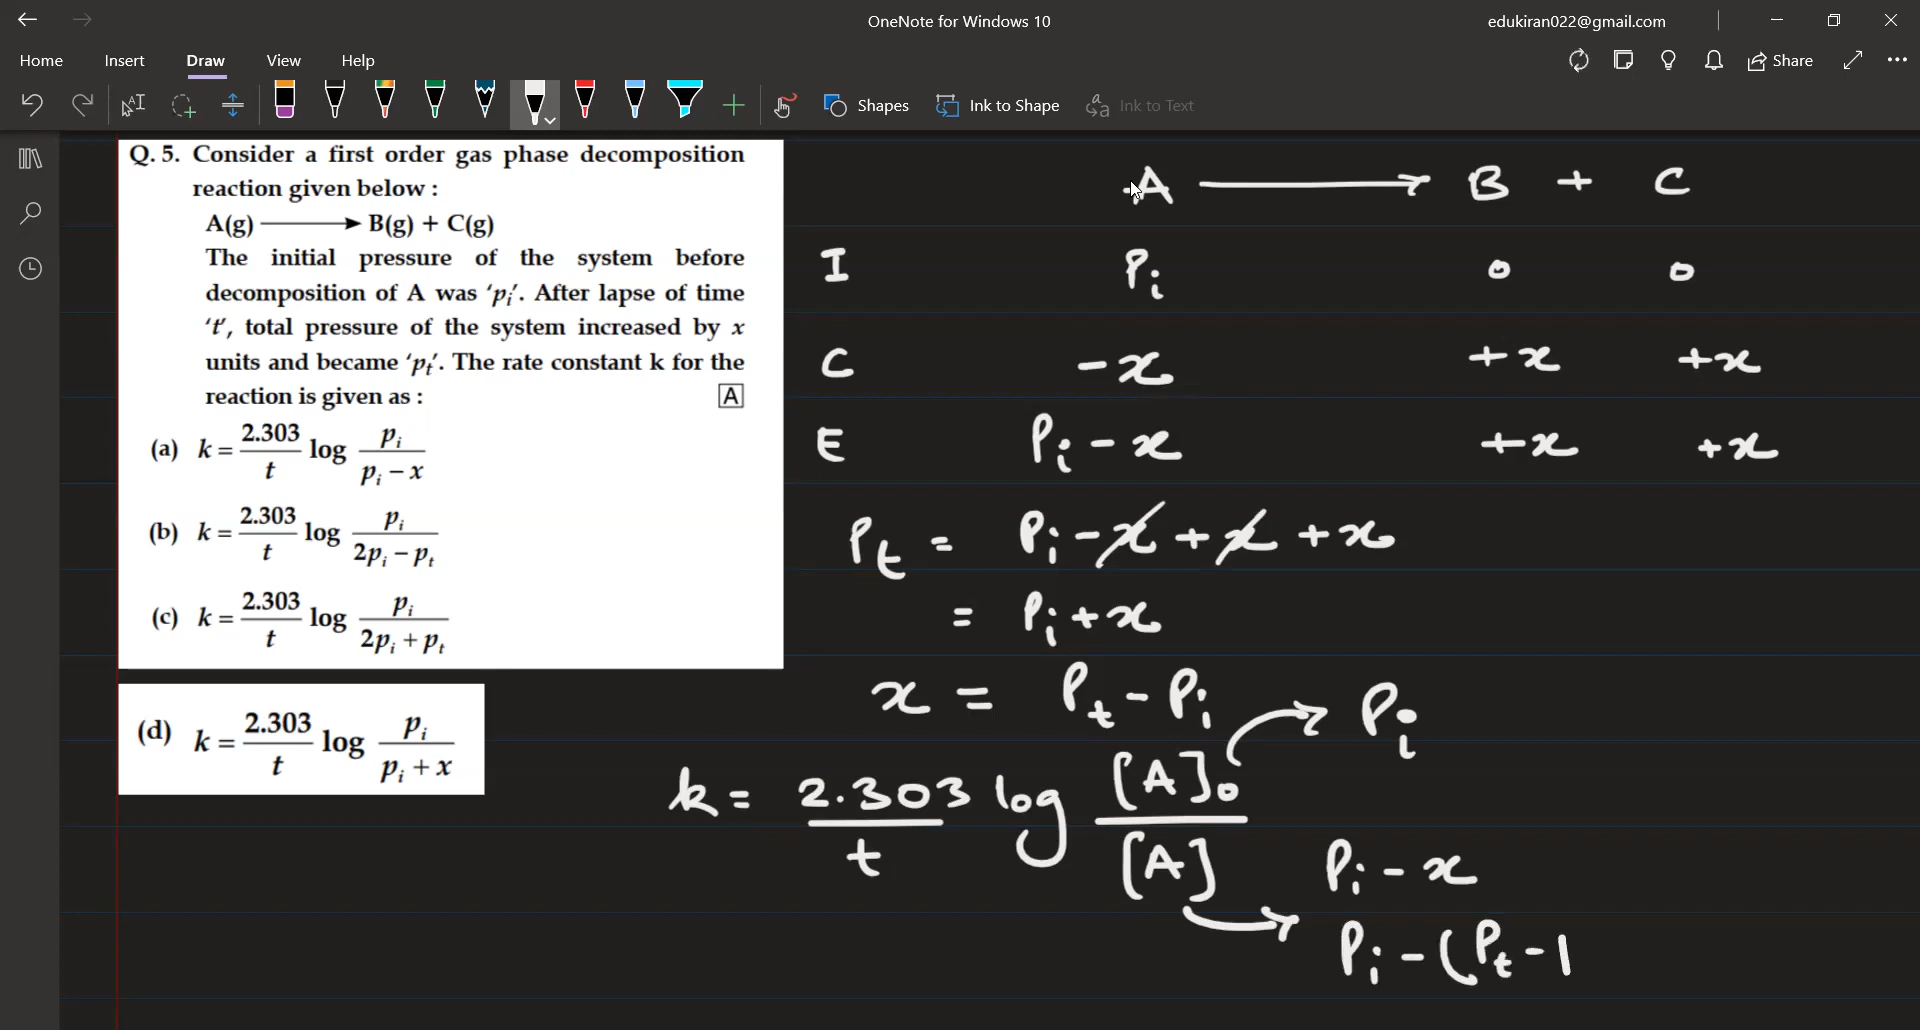 OneNote for Windows 10
edukiran022@gmail.com
Home Insert Draw View Help
Share
Shapes Ink to Shape Ink to Text
Q. 5. Consider a first order gas phase decomposition
reaction given below :
A(g) ⟶ B(g) + C(g)
The initial pressure of the system before
decomposition of A was ‘pᵢ’. After lapse of time
‘t’, total pressure of the system increased by x
units and became ‘pₜ’. The rate constant k for the
reaction is given as : A
(a) k = 2.303/t log pᵢ/(pᵢ – x)
(b) k = 2.303/t log pᵢ/(2pᵢ – pₜ)
(c) k = 2.303/t log pᵢ/(2pᵢ + pₜ)
(d) k = 2.303/t log pᵢ/(pᵢ + x)
A ⟶ B + C
I Pᵢ 0 0
C -x +x +x
E Pᵢ - x +x +x
Pₜ = Pᵢ - x + x + x
= Pᵢ + x
x = Pₜ - Pᵢ
k = 2.303/t log [A]₀/[A]
→ Pᵢ
Pᵢ - x
→ Pᵢ - (Pₜ -